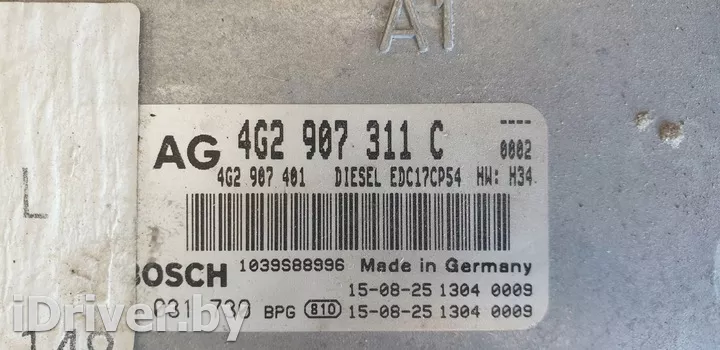 A1
AG 4G2 907 311 C
----
0002
4G2 907 401 DIESEL EDC17CP54 HW: H34
L
BOSCH 1039S88996 Made in Germany
15-08-25 1304 0009
031 730 BPG 810 15-08-25 1304 0009
iDriver.by